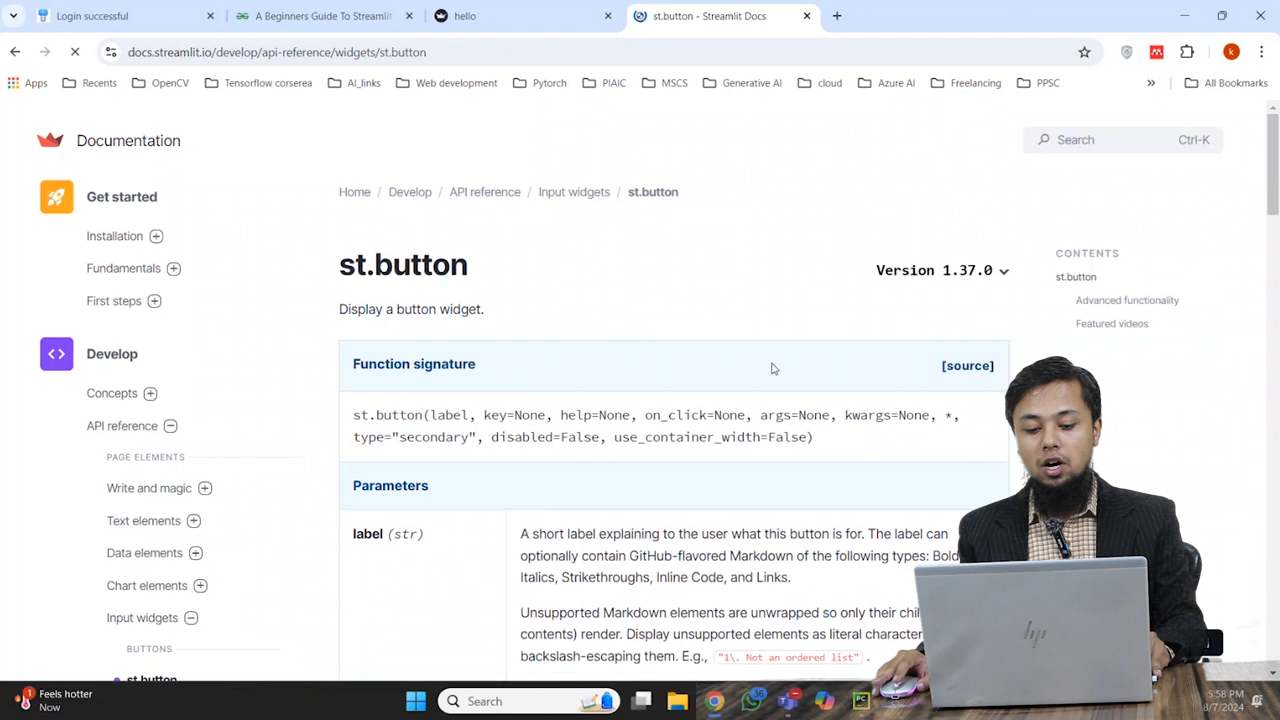 Login successful
A Beginners Guide To Streamlit
hello
st.button - Streamlit Docs
docs.streamlit.io/develop/api-reference/widgets/st.button
k
Apps
Recents
OpenCV
Tensorflow corserea
AI_links
Web development
Pytorch
PIAIC
MSCS
Generative AI
cloud
Azure AI
Freelancing
PPSC
»
All Bookmarks
Documentation
Search
Ctrl-K
Get started
Installation
Fundamentals
First steps
Develop
Concepts
API reference
PAGE ELEMENTS
Write and magic
Text elements
Data elements
Chart elements
Input widgets
BUTTONS
st.button
Home / Develop / API reference / Input widgets / st.button
st.button
Version 1.37.0
Display a button widget.
Function signature
[source]
st.button(label, key=None, help=None, on_click=None, args=None, kwargs=None, *,
type="secondary", disabled=False, use_container_width=False)
Parameters
label (str)
A short label explaining to the user what this button is for. The label can
optionally contain GitHub-flavored Markdown of the following types: Bold
Italics, Strikethroughs, Inline Code, and Links.
Unsupported Markdown elements are unwrapped so only their chil
contents) render. Display unsupported elements as literal character
backslash-escaping them. E.g., "1\. Not an ordered list" .
CONTENTS
st.button
Advanced functionality
Featured videos
hp
1
Feels hotter
Now
Search
36
PC
5:58 PM
8/7/2024